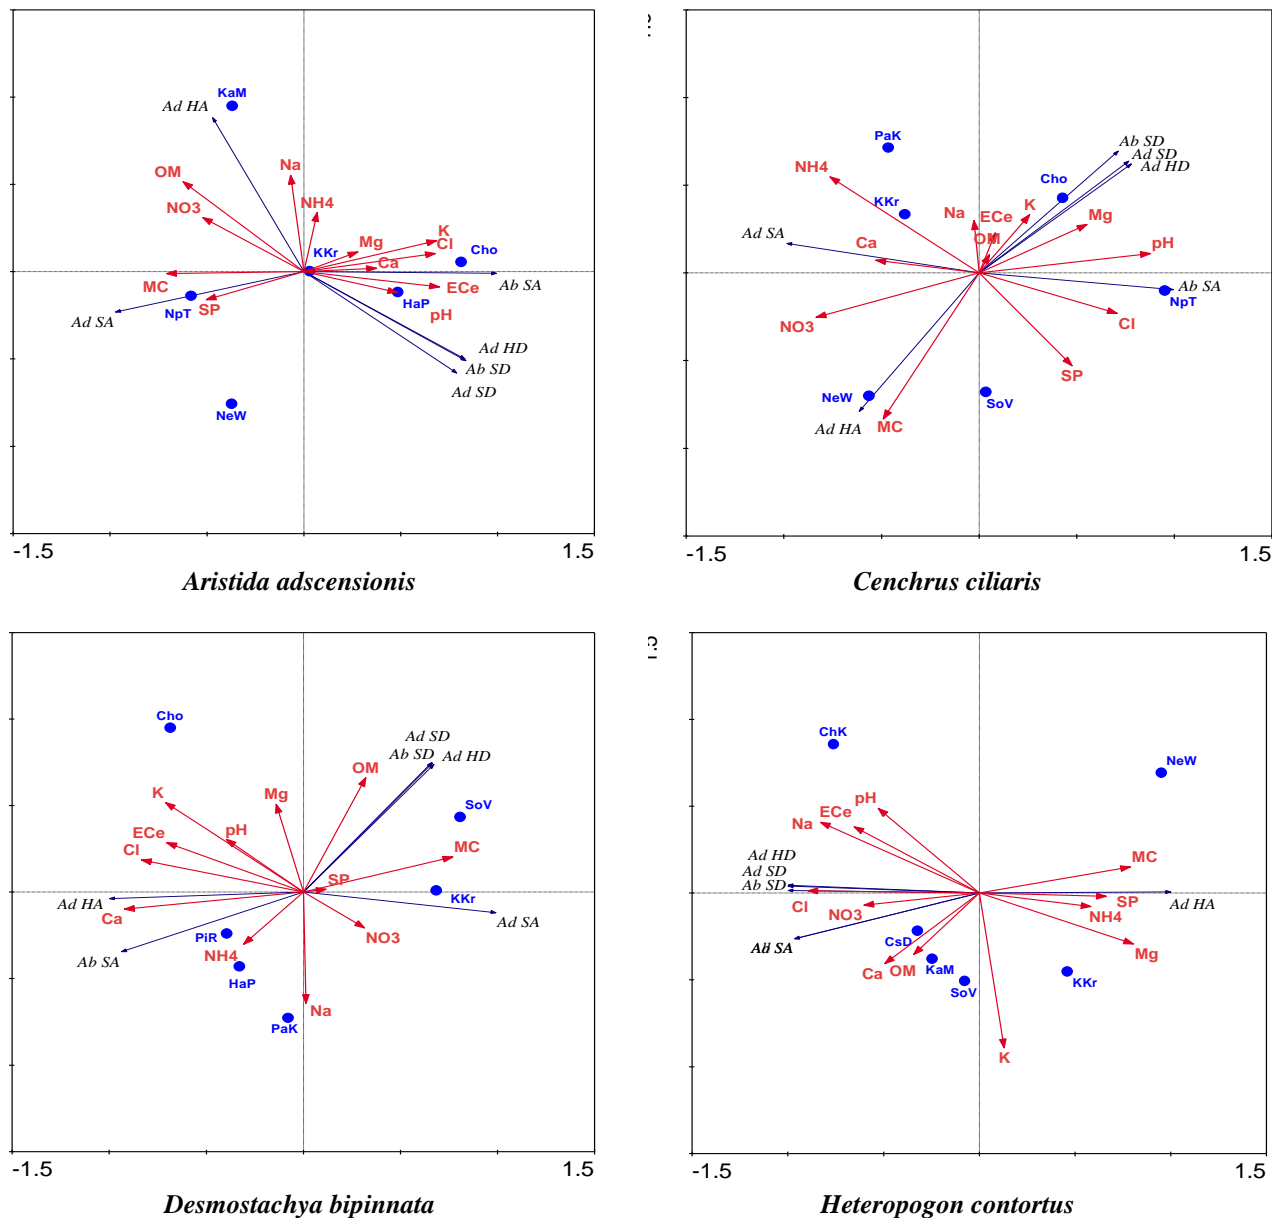 KaM
Ad HA
Na
OM
NH4
NO3
K
Mg
Cl
Cho
KKr
Ca
Ab SA
MC
ECe
HaP
SP
NpT
pH
Ad SA
Ad HD
Ab SD
Ad SD
NeW
-1.5
1.5
Aristida adscensionis
Ab SD
PaK
Ad SD
Ad HD
NH4
Cho
K
Na
ECe
Mg
KKr
Ad SA
OM
Ca
pH
Ab SA
NpT
NO3
Cl
SP
NeW
SoV
Ad HA
MC
-1.5
1.5
Cenchrus ciliaris
Cho
Ad SD
Ab SD
Ad HD
OM
K
Mg
SoV
ECe
pH
Cl
MC
SP
Ad HA
KKr
Ca
Ad SA
PiR
NO3
Ab SA
NH4
HaP
Na
PaK
-1.5
1.5
Desmostachya bipinnata
1.5
ChK
NeW
pH
ECe
Na
Ad HD
MC
Ad SD
Ab SD
Cl
SP
Ad HA
NO3
NH4
CsD
Mg
Ca
OM
KaM
KKr
SoV
K
-1.5
1.5
Heteropogon contortus